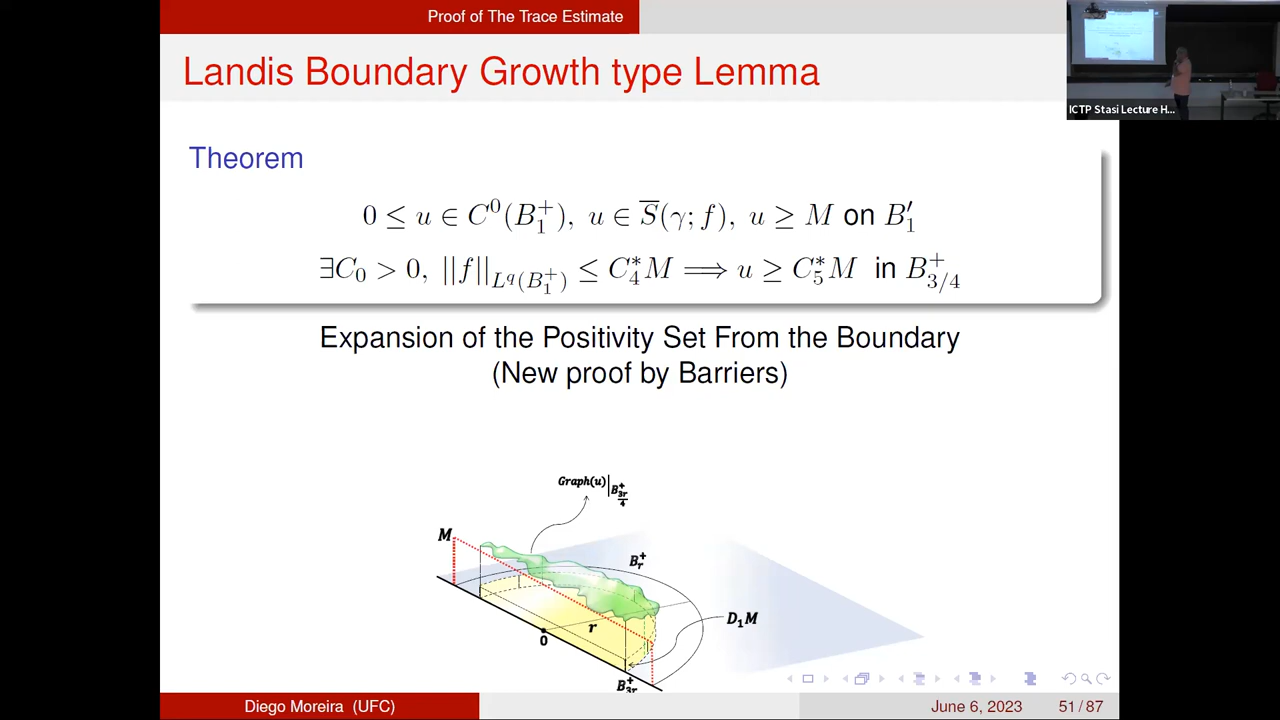 Proof of The Trace Estimate
Landis Boundary Growth type Lemma
ICTP Stasi Lecture H...
Theorem
0 ≤ u ∈ C⁰(B₁⁺), u ∈ S̅(γ; f), u ≥ M on B₁′
∃C₀ > 0, ||f||_{L^q(B₁⁺)} ≤ C₄*M ⟹ u ≥ C₅*M in B⁺_{3/4}
Expansion of the Positivity Set From the Boundary
(New proof by Barriers)
Graph(u)|_{B⁺_{3r/4}}
M
B_r⁺
r
D₁M
0
B⁺_{3r}
Diego Moreira (UFC)
June 6, 2023
51 / 87